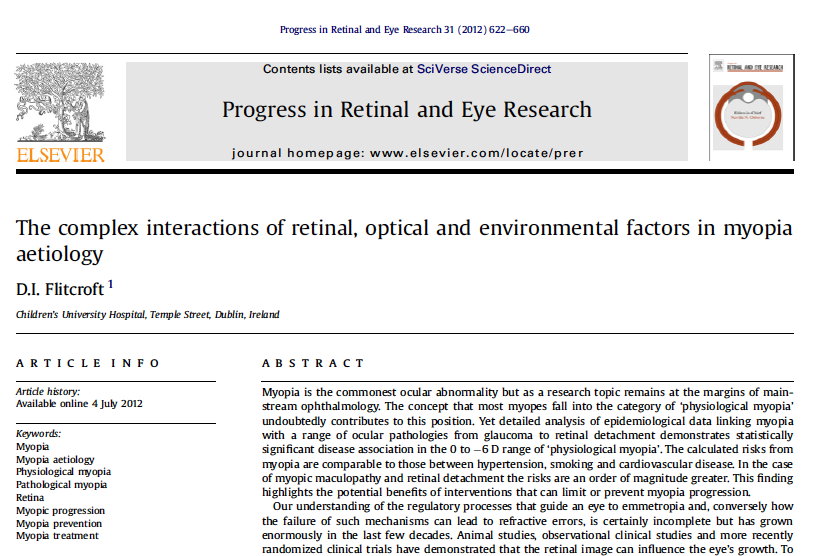 Progress in Retinal and Eye Research 31 (2012) 622–660
Contents lists available at SciVerse ScienceDirect
Progress in Retinal and Eye Research
journal homepage: www.elsevier.com/locate/prer
ELSEVIER
RETINAL AND EYE RESEARCH
The complex interactions of retinal, optical and environmental factors in myopia
aetiology
D.I. Flitcroft 1
Children's University Hospital, Temple Street, Dublin, Ireland
ARTICLE INFO
Article history:
Available online 4 July 2012
Keywords:
Myopia
Myopia aetiology
Physiological myopia
Pathological myopia
Retina
Myopic progression
Myopia prevention
Myopia treatment
ABSTRACT
Myopia is the commonest ocular abnormality but as a research topic remains at the margins of main-
stream ophthalmology. The concept that most myopes fall into the category of 'physiological myopia'
undoubtedly contributes to this position. Yet detailed analysis of epidemiological data linking myopia
with a range of ocular pathologies from glaucoma to retinal detachment demonstrates statistically
significant disease association in the 0 to −6 D range of 'physiological myopia'. The calculated risks from
myopia are comparable to those between hypertension, smoking and cardiovascular disease. In the case
of myopic maculopathy and retinal detachment the risks are an order of magnitude greater. This finding
highlights the potential benefits of interventions that can limit or prevent myopia progression.
Our understanding of the regulatory processes that guide an eye to emmetropia and, conversely how
the failure of such mechanisms can lead to refractive errors, is certainly incomplete but has grown
enormously in the last few decades. Animal studies, observational clinical studies and more recently
randomized clinical trials have demonstrated that the retinal image can influence the eye's growth. To